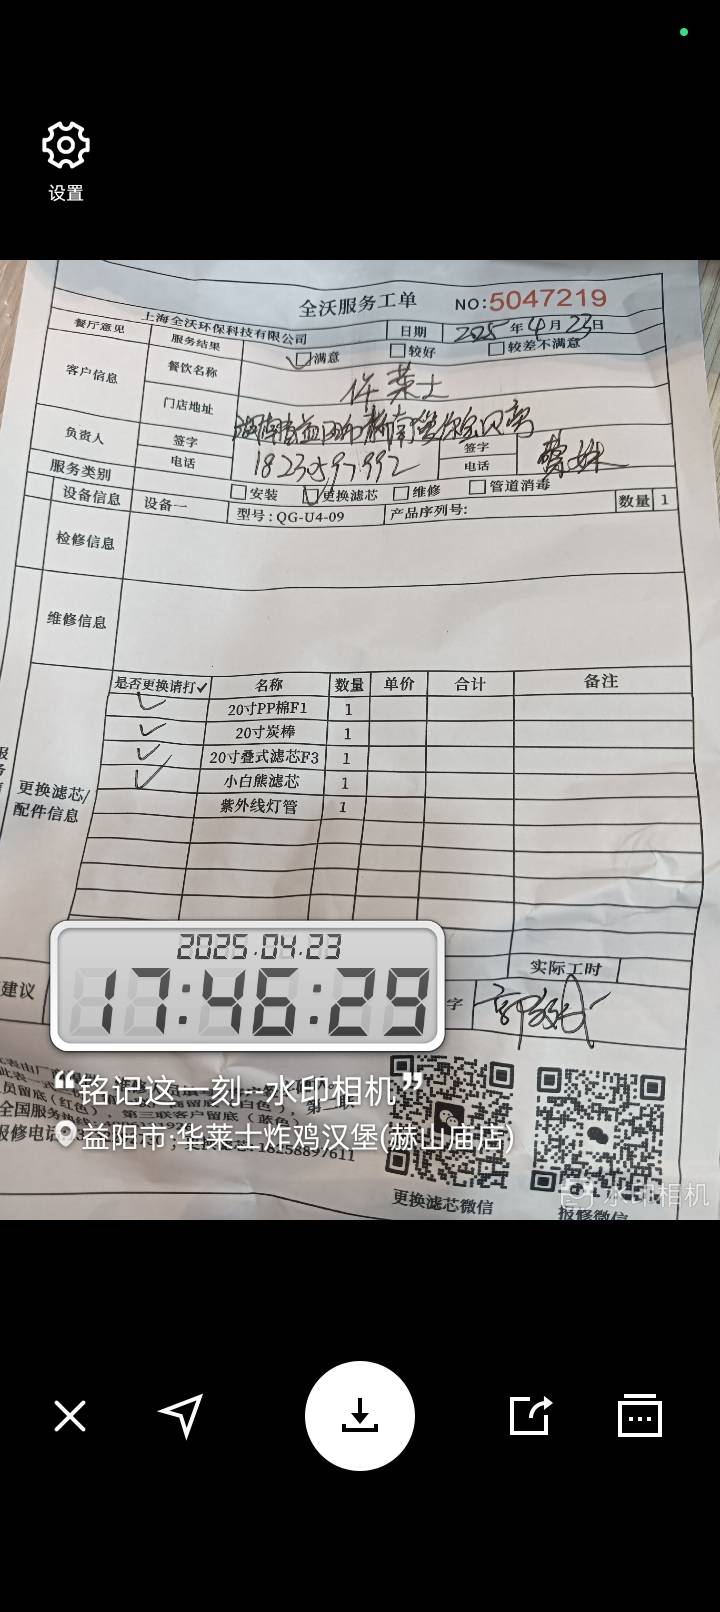 设置
全沃服务工单 NO:5047219
上海全沃环保科技有限公司 日期 2025年4月23日
餐厅意见 服务结果 满意 较好 较差不满意
客户信息 餐饮名称 华莱士
门店地址
负责人 签字 签字
电话 电话
服务类别 安装 更换滤芯 维修 管道消毒
设备信息 设备一 型号:QG-U4-09 产品序列号: 数量 1
检修信息
维修信息
是否更换请打✓ 名称 数量 单价 合计 备注
✓ 20寸PP棉F1 1
✓ 20寸炭棒 1
✓ 20寸叠式滤芯F3 1
✓ 小白熊滤芯 1
紫外线灯管 1
更换滤芯/
配件信息
实际工时
建议 字
2025.04.23
17:46:29
“铭记这一刻--水印相机”
益阳市·华莱士炸鸡汉堡(赫山庙店)
更换滤芯微信 报修微信
水印相机